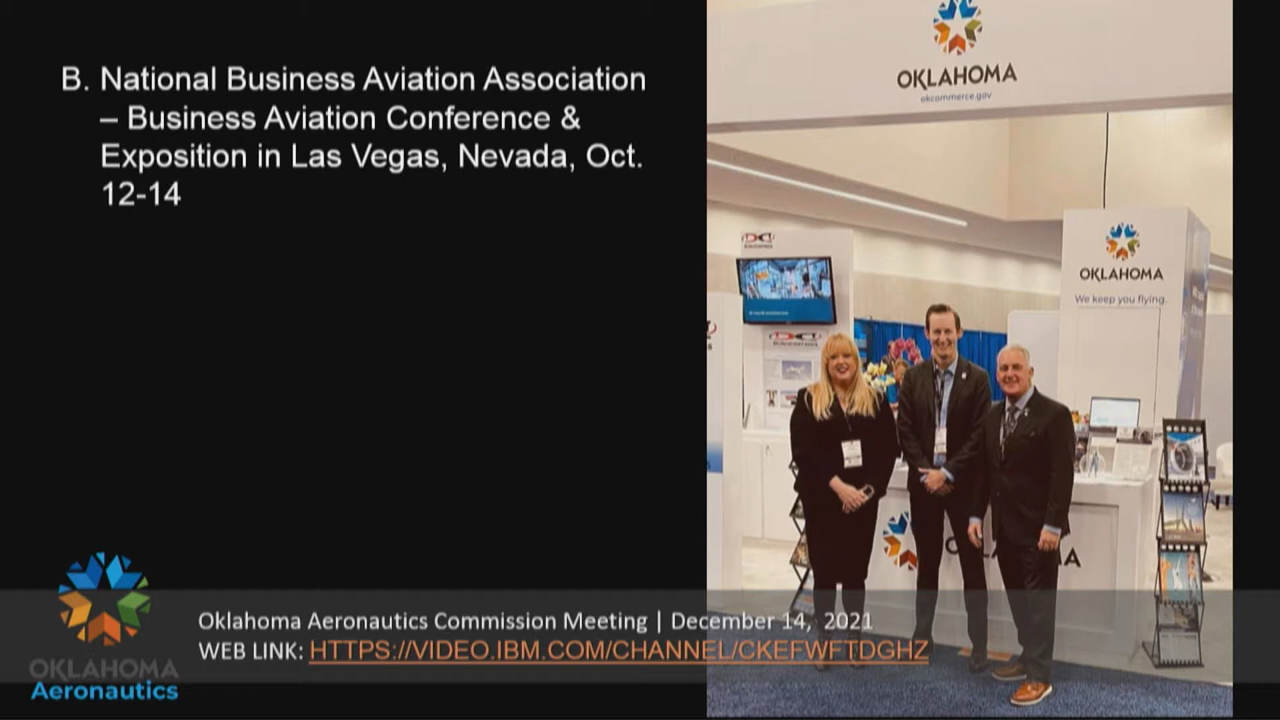 B. National Business Aviation Association
– Business Aviation Conference &
Exposition in Las Vegas, Nevada, Oct.
12-14
OKLAHOMA
okcommerce.gov
OKLAHOMA
We keep you flying.
Oklahoma Aeronautics Commission Meeting | December 14, 2021
WEB LINK: HTTPS://VIDEO.IBM.COM/CHANNEL/CKEFWFTDGHZ
OKLAHOMA
Aeronautics